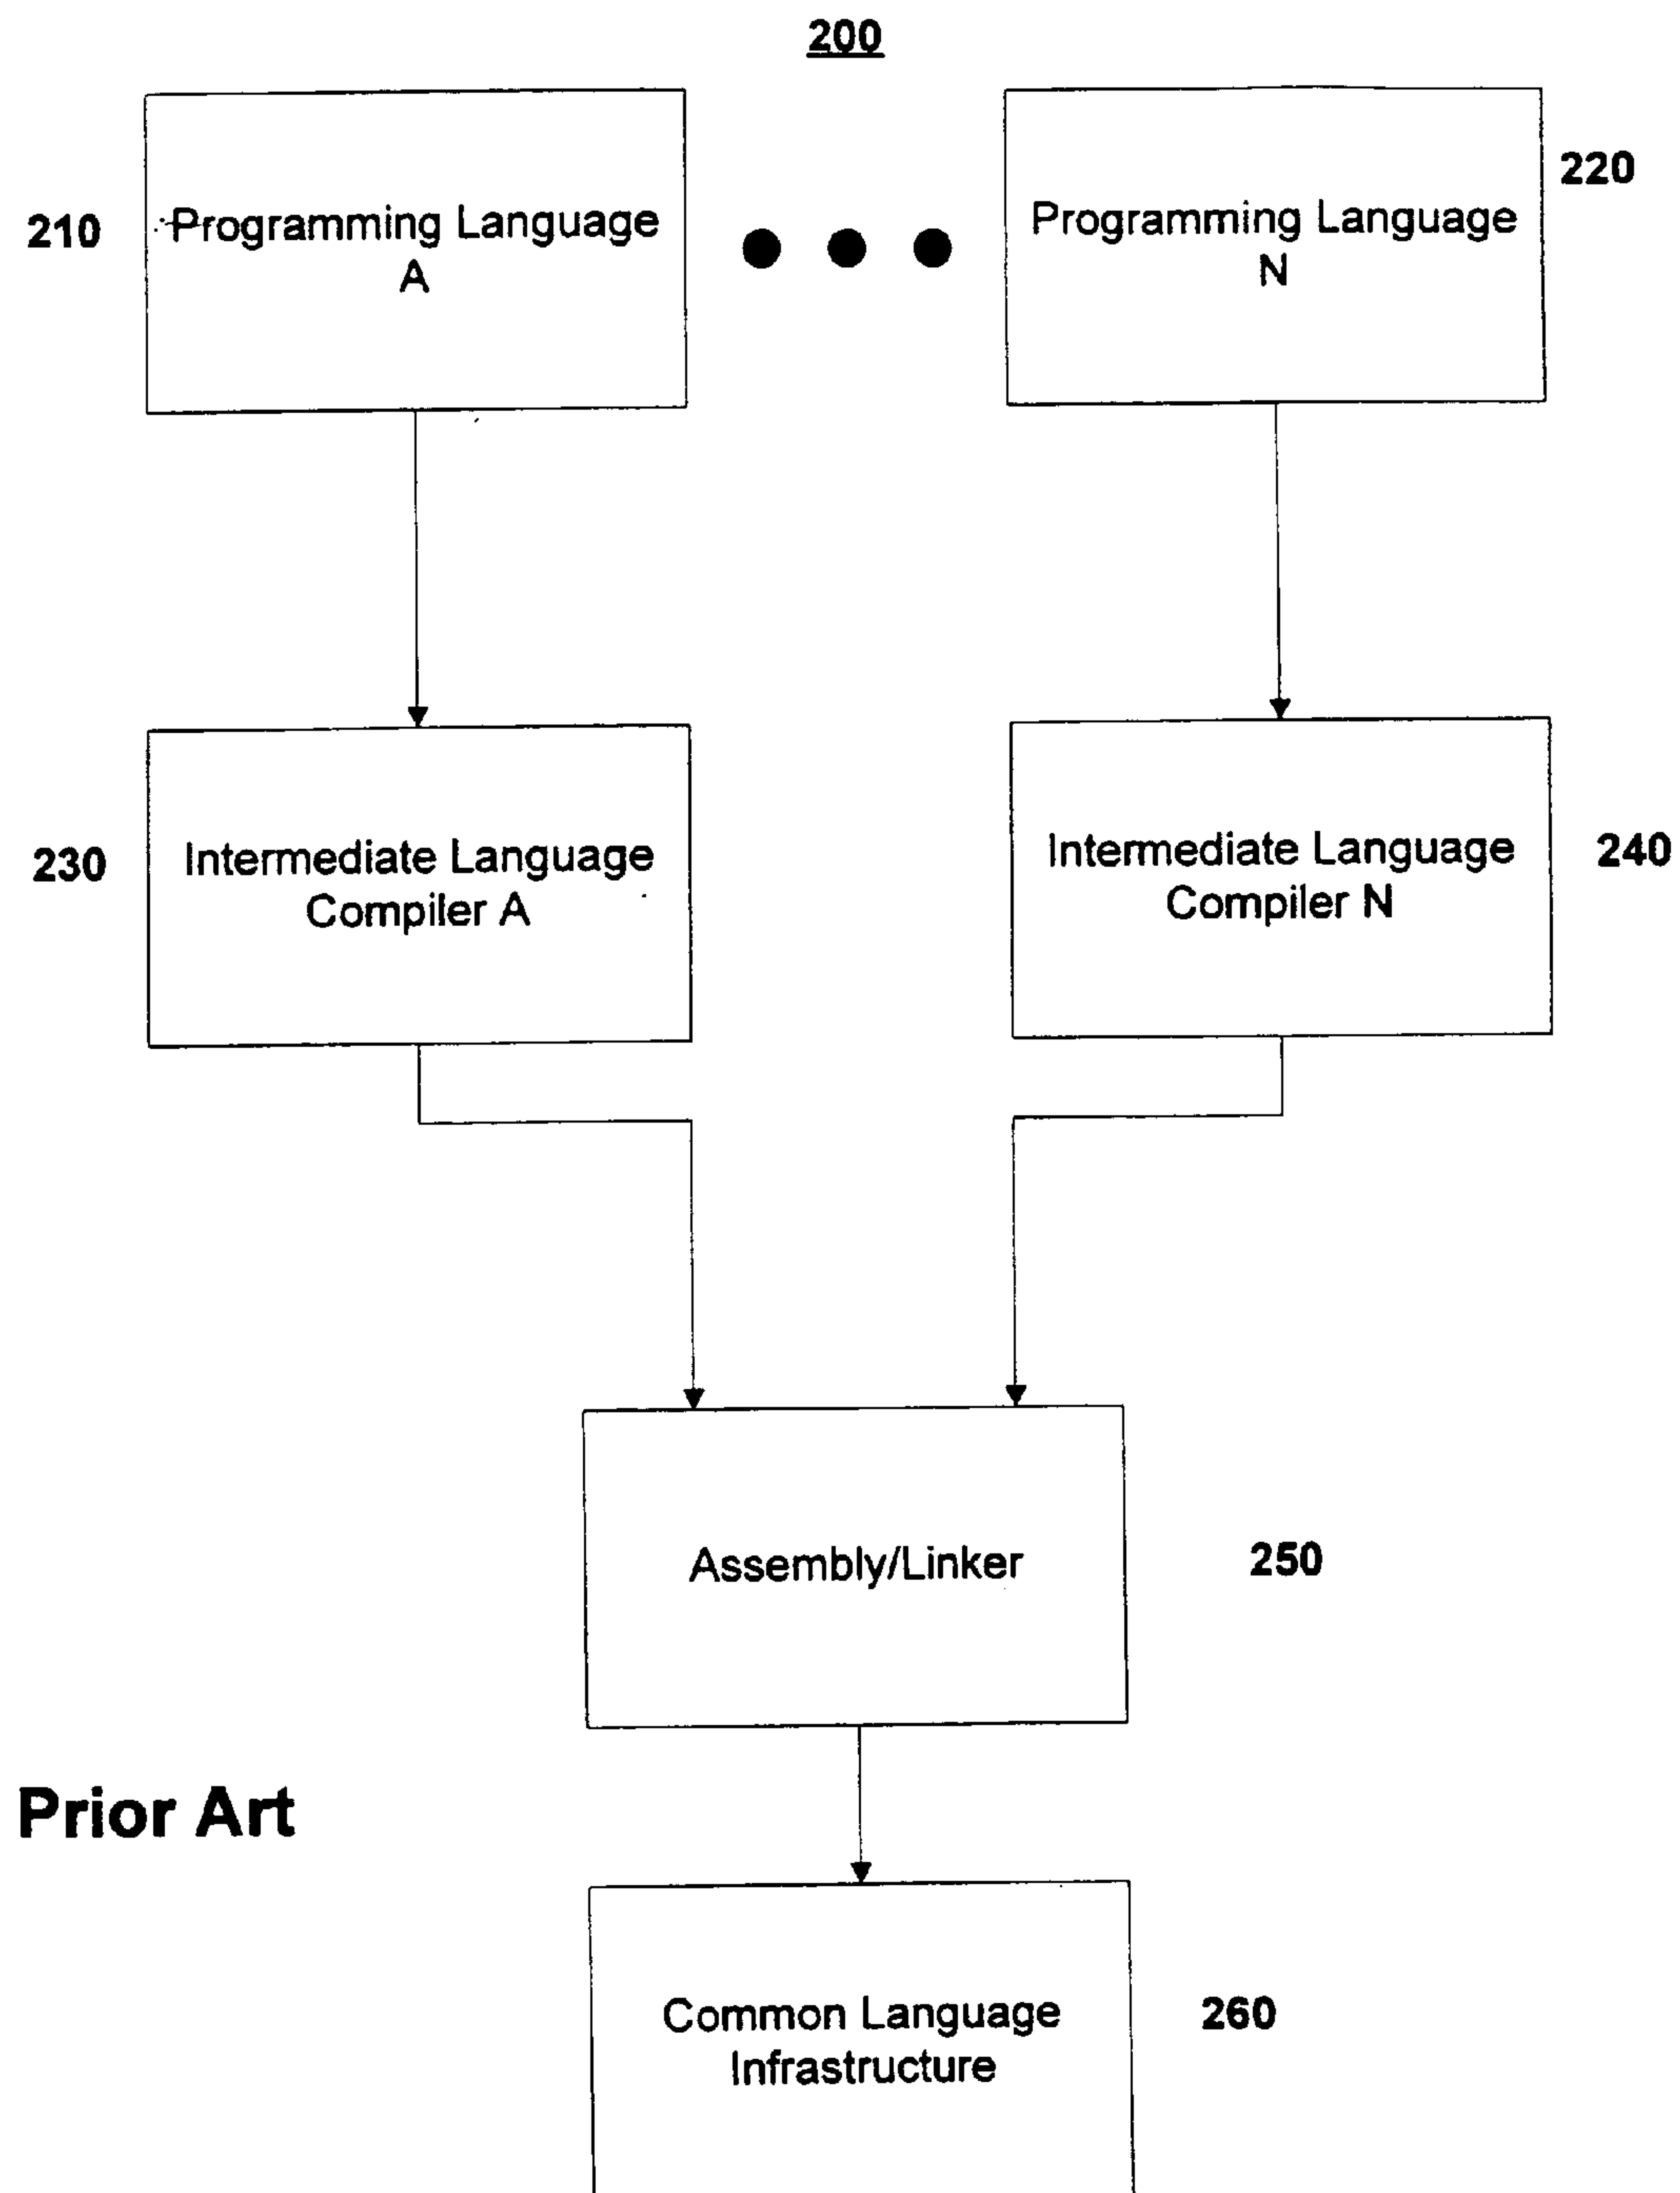 200
220
210
Programming Language
A
Programming Language
N
230
Intermediate Language
Compiler A
Intermediate Language
Compiler N
240
Assembly/Linker
250
Prior Art
Common Language
Infrastructure
260